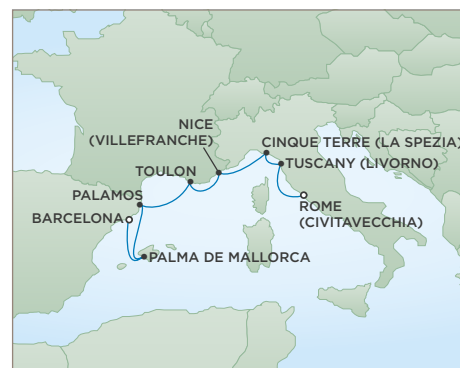 NICE
(VILLEFRANCHE)
CINQUE TERRE (LA SPEZIA)
TUSCANY (LIVORNO)
TOULON
PALAMOS
ROME
(CIVITAVECCHIA)
BARCELONA
PALMA DE MALLORCA